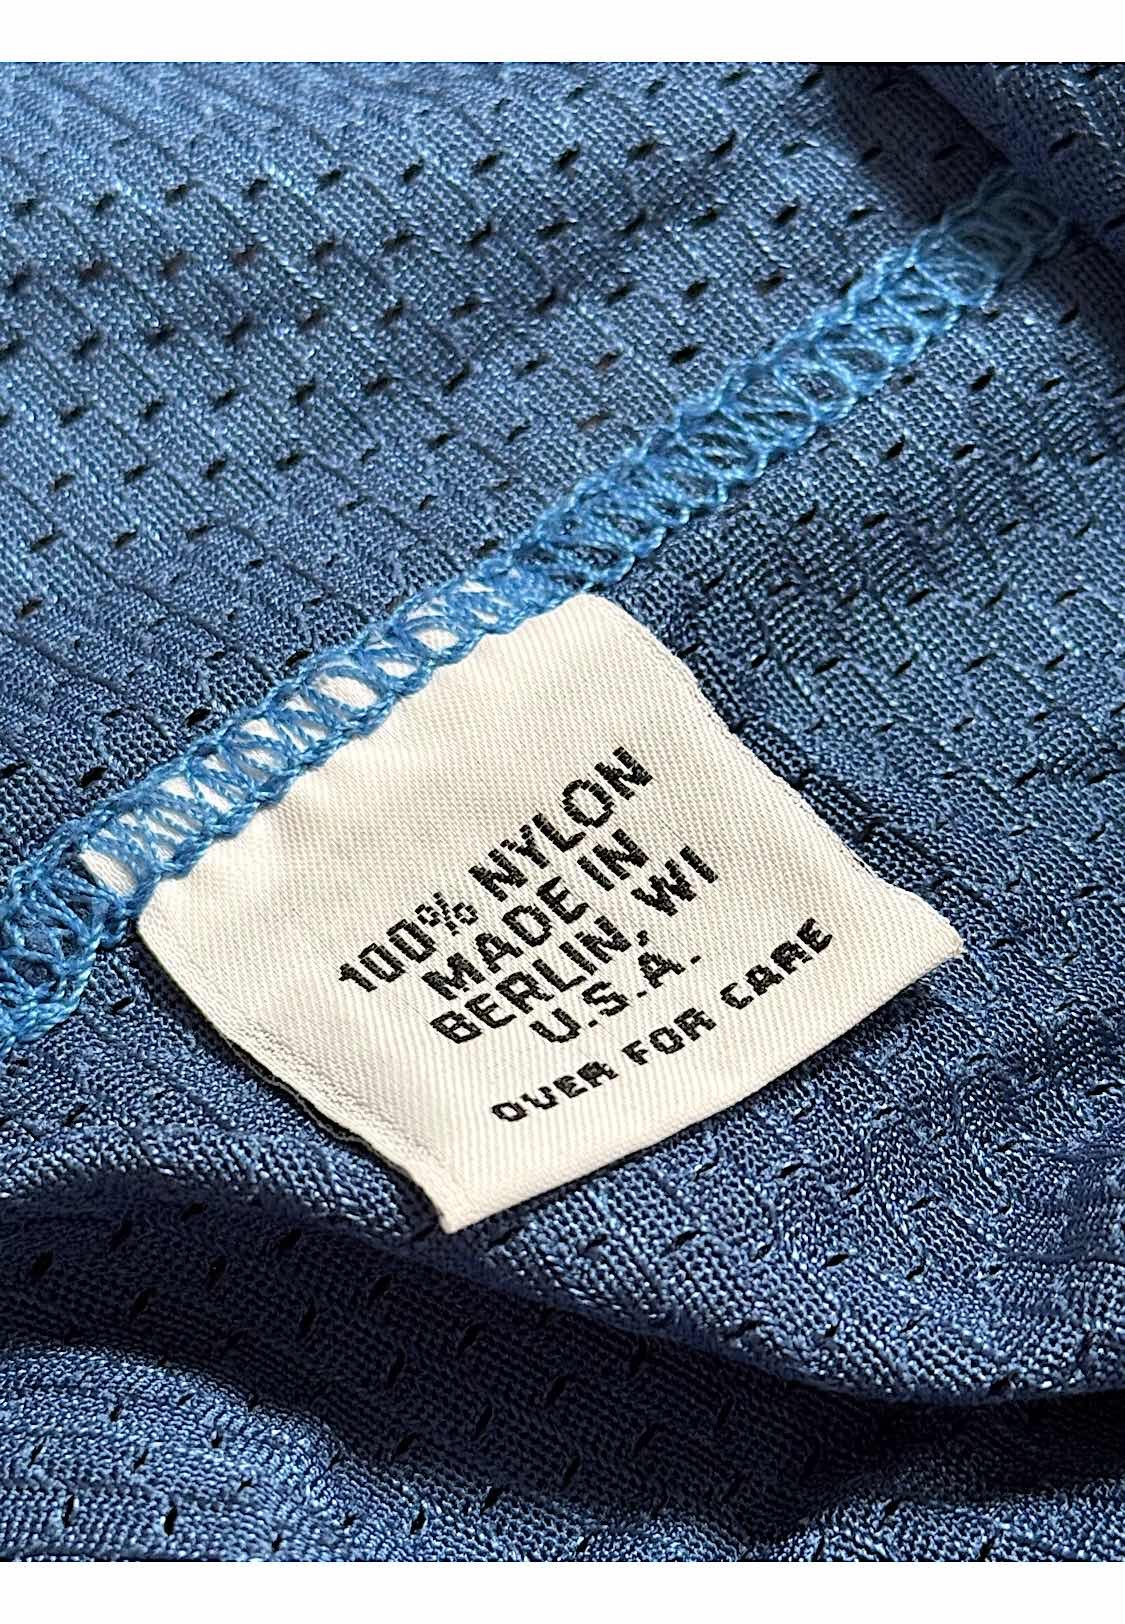 100% NYLON
MADE IN
BERLIN, WI
U.S.A.
OVER FOR CARE